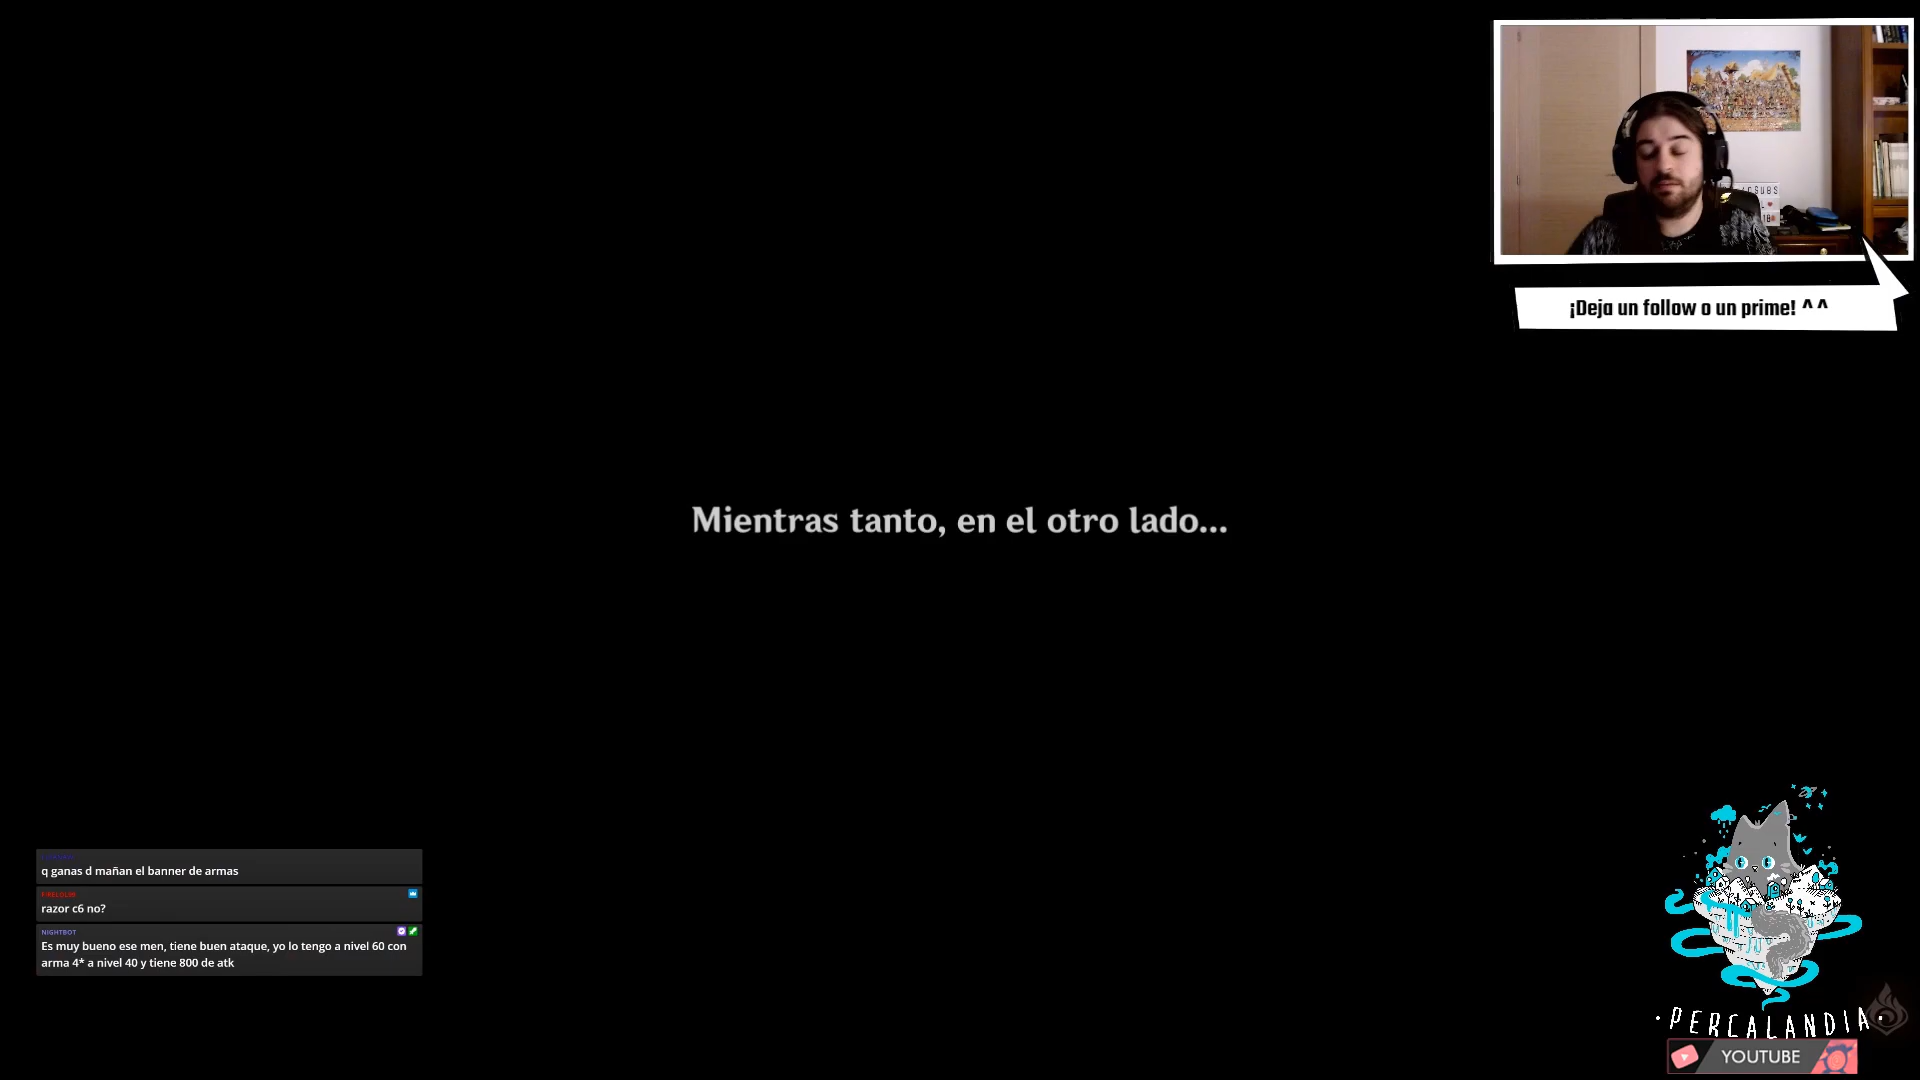 ¡Deja un follow o un prime! ^^
Mientras tanto, en el otro lado...
q ganas d mañan el banner de armas
razor c6 no?
NIGHTBOT
Es muy bueno ese men, tiene buen ataque, yo lo tengo a nivel 60 con
arma 4* a nivel 40 y tiene 800 de atk
·PERCALANDIA·
YOUTUBE